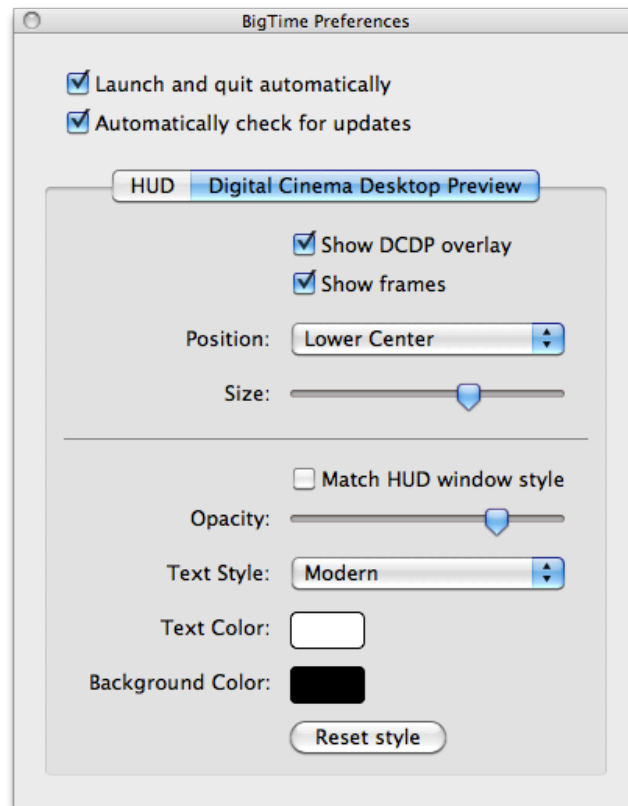 BigTime Preferences
Launch and quit automatically
Automatically check for updates
HUD Digital Cinema Desktop Preview
Show DCDP overlay
Show frames
Position: Lower Center
Size:
Match HUD window style
Opacity:
Text Style: Modern
Text Color:
Background Color:
Reset style